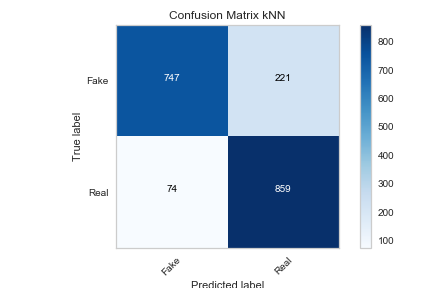 Confusion Matrix kNN
800
Fake
747
221
700
600
500
True label
400
300
Real
74
859
200
100
Fake
Real
Predicted label